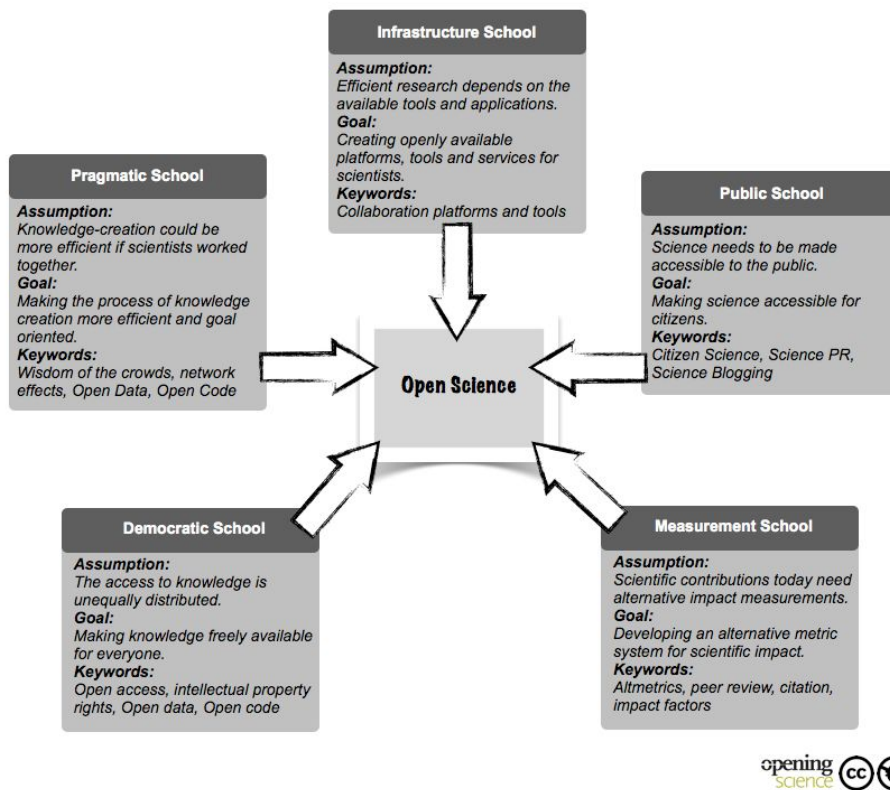 Infrastructure School
Assumption:
Efficient research depends on the
available tools and applications.
Goal:
Creating openly available
platforms, tools and services for
scientists.
Keywords:
Collaboration platforms and tools
Pragmatic School
Assumption:
Knowledge-creation could be
more efficient if scientists worked
together.
Goal:
Making the process of knowledge
creation more efficient and goal
oriented.
Keywords:
Wisdom of the crowds, network
effects, Open Data, Open Code
Public School
Assumption:
Science needs to be made
accessible to the public.
Goal:
Making science accessible for
citizens.
Keywords:
Citizen Science, Science PR,
Science Blogging
Open Science
Democratic School
Assumption:
The access to knowledge is
unequally distributed.
Goal:
Making knowledge freely available
for everyone.
Keywords:
Open access, intellectual property
rights, Open data, Open code
Measurement School
Assumption:
Scientific contributions today need
alternative impact measurements.
Goal:
Developing an alternative metric
system for scientific impact.
Keywords:
Altmetrics, peer review, citation,
impact factors
opening
science
cc